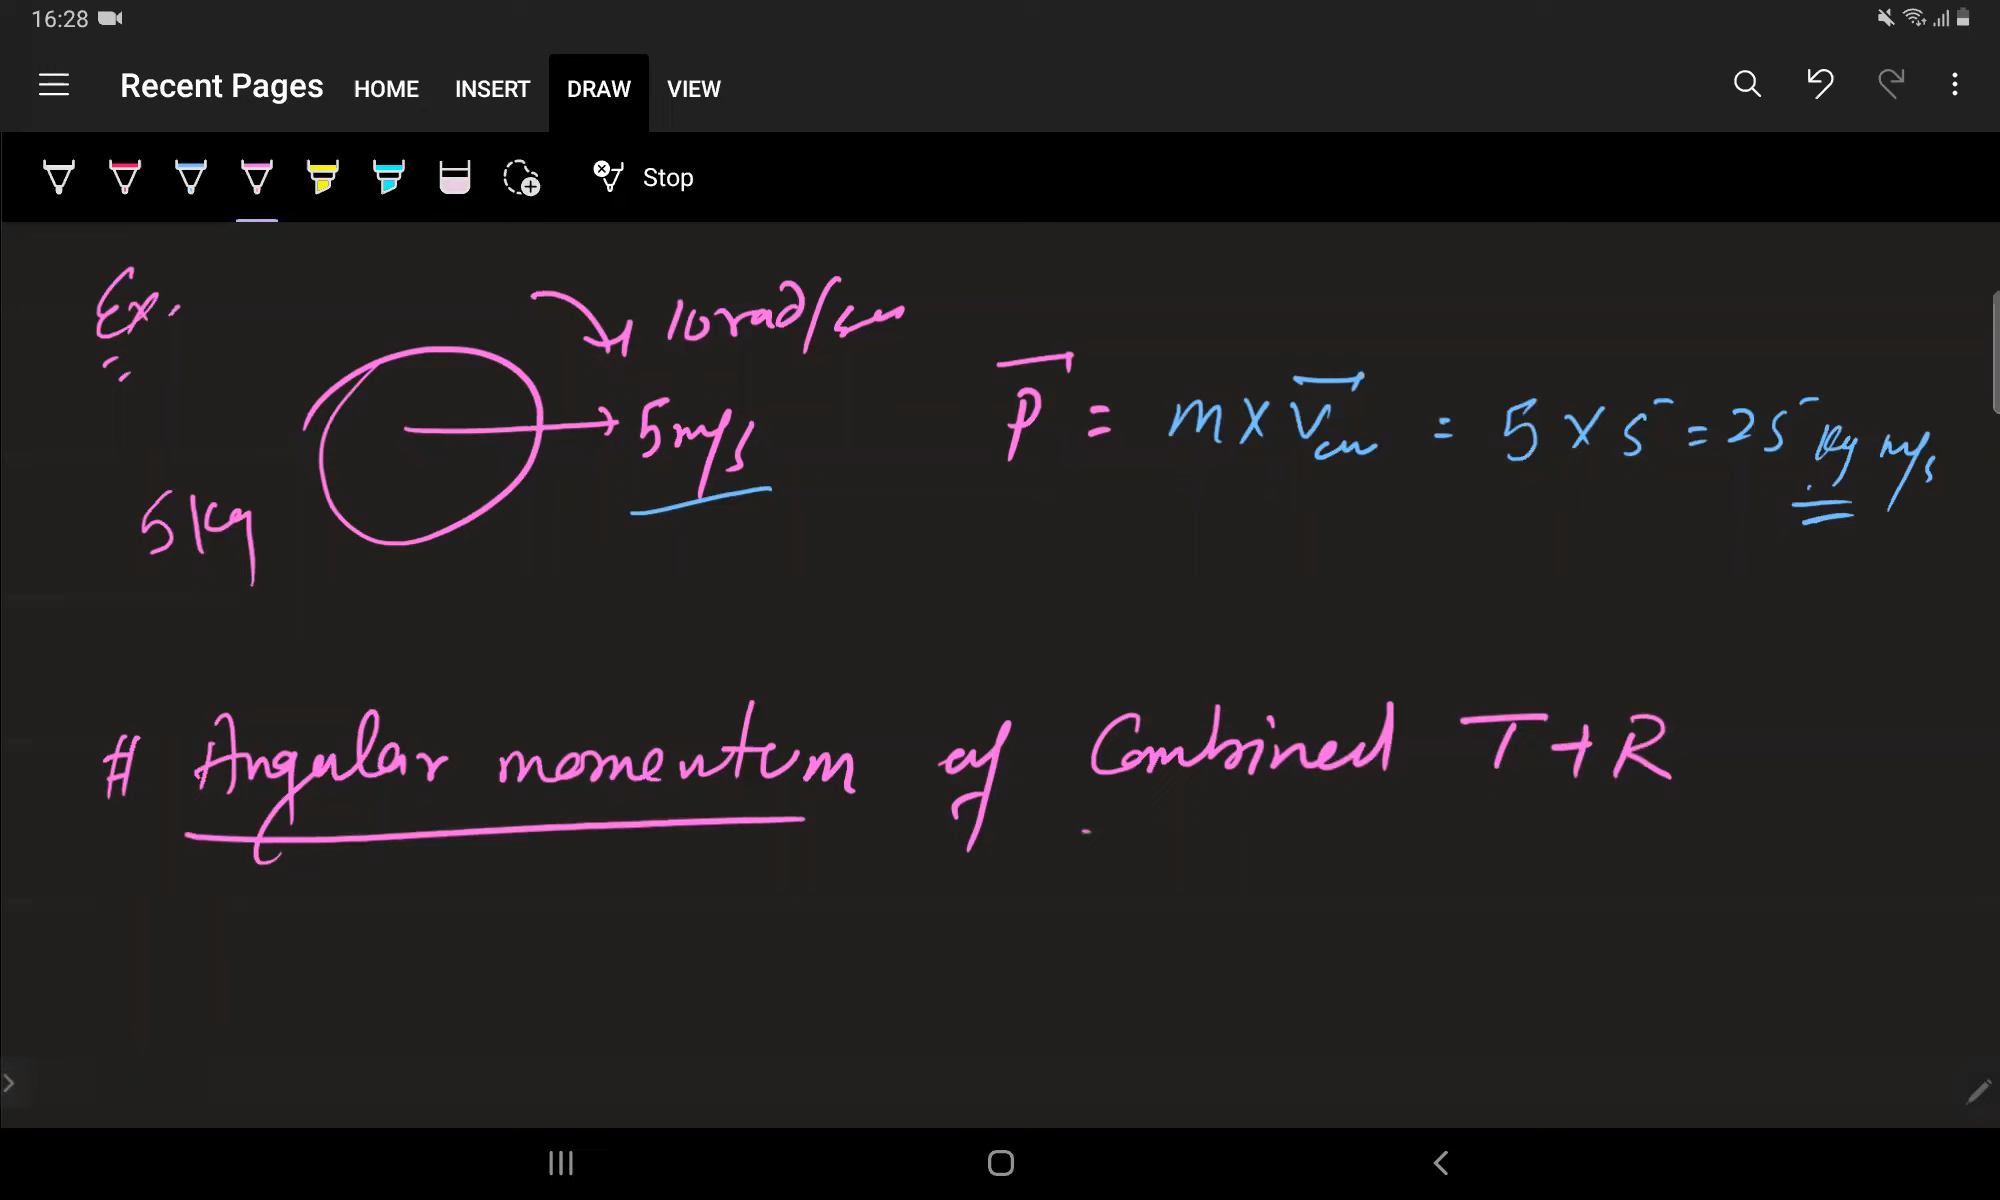 16:28
Recent Pages HOME INSERT DRAW VIEW
Stop
Ex.
10 rad/sec
5 m/s
5 kg
P = m x Vcm = 5 x 5 = 25 kg m/s
# Angular momentum of Combined T+R